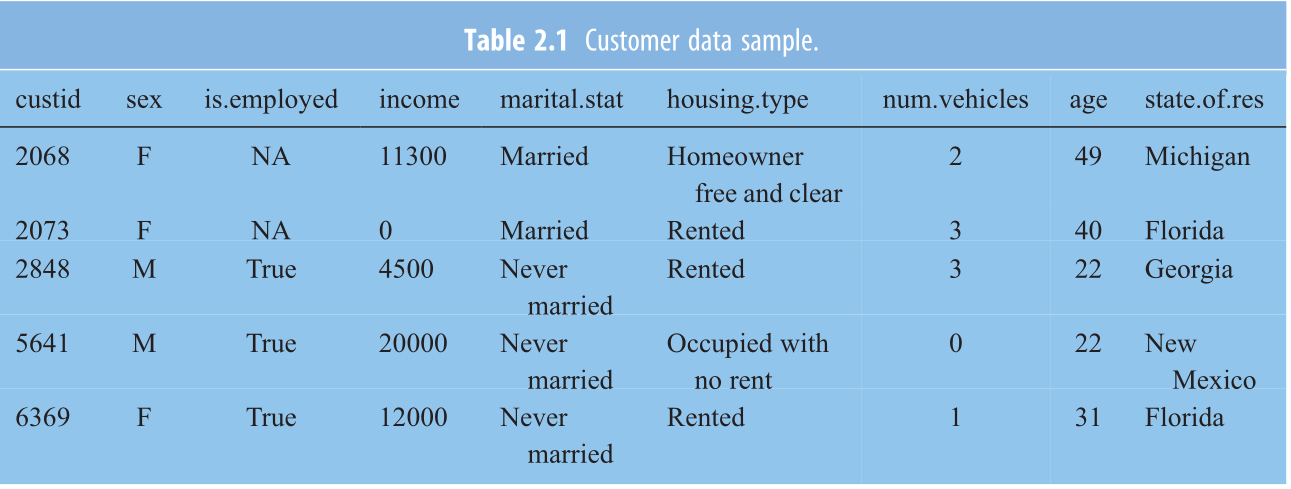 Table 2.1 Customer data sample.
custid sex is.employed income marital.stat housing.type num.vehicles age state.of.res
2068 F NA 11300 Married Homeowner 2 49 Michigan
free and clear
2073 F NA 0 Married Rented 3 40 Florida
2848 M True 4500 Never Rented 3 22 Georgia
married
5641 M True 20000 Never Occupied with 0 22 New
married no rent Mexico
6369 F True 12000 Never Rented 1 31 Florida
married